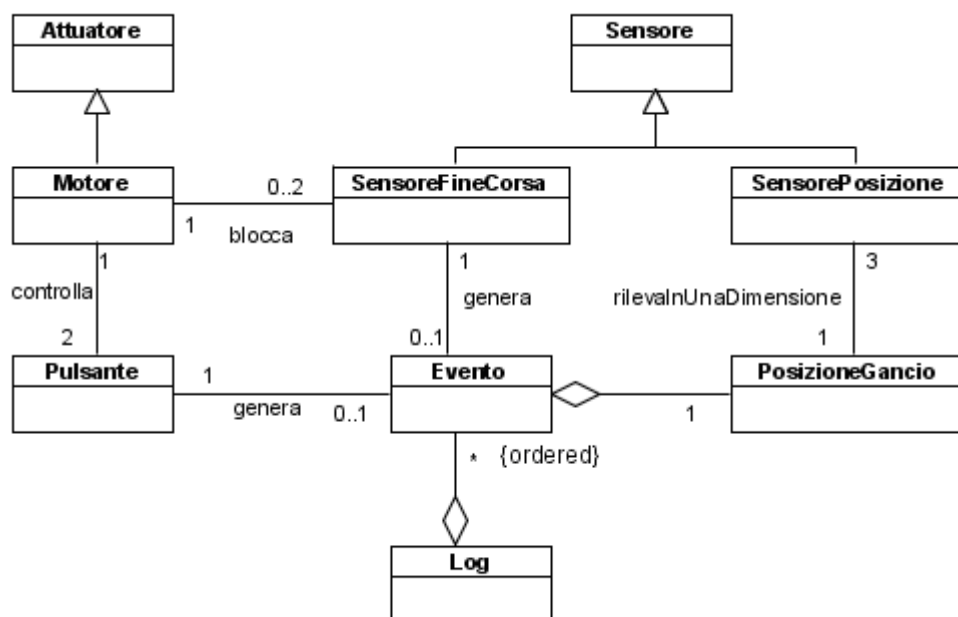 Attuatore
Sensore
Motore
0..2
SensoreFineCorsa
SensorePosizione
1
blocca
1
1
3
controlla
genera
rilevaInUnaDimensione
2
0..1
1
Pulsante
1
Evento
PosizioneGancio
genera
0..1
1
* {ordered}
Log